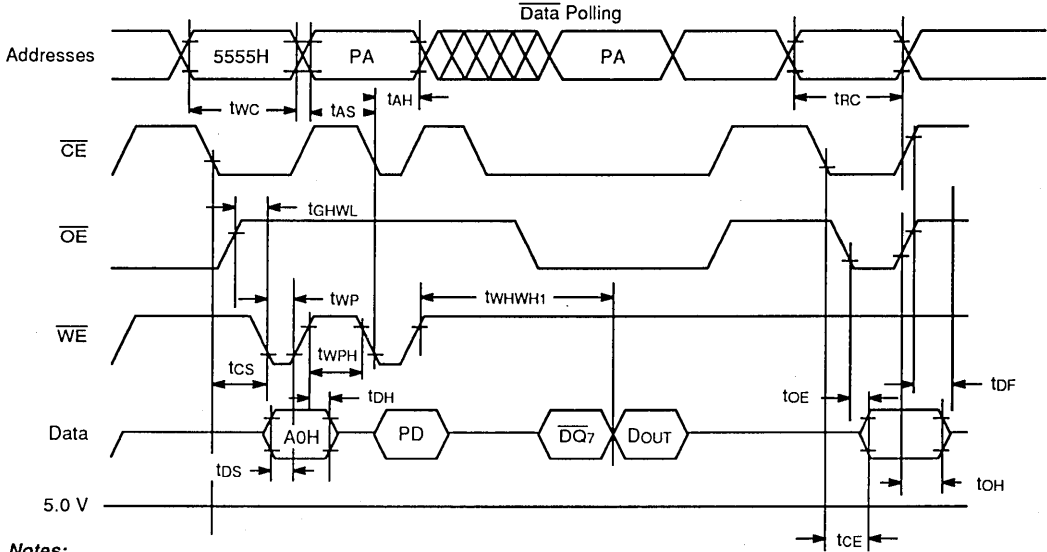 Data Polling
Addresses 5555H PA PA
tWC tAS tAH tRC
CE
tGHWL
OE
tWP tWHWH1
WE
tCS tWPH
tDH tOE tDF
Data A0H PD DQ7 DOUT
tDS tOH
5.0 V
tCE
Notes: